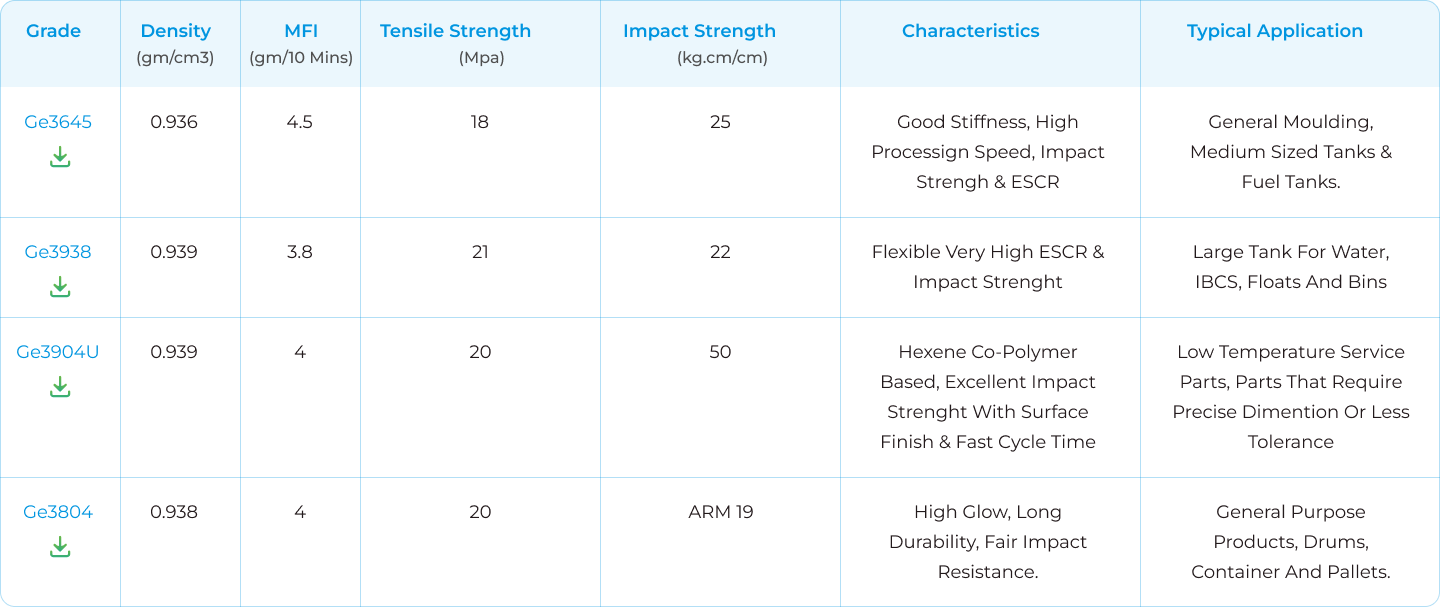 Grade
Density
(gm/cm3)
MFI
(gm/10 Mins)
Tensile Strength
(Mpa)
Impact Strength
(kg.cm/cm)
Characteristics
Typical Application
Ge3645
0.936
4.5
18
25
Good Stiffness, High
Processign Speed, Impact
Strengh & ESCR
General Moulding,
Medium Sized Tanks &
Fuel Tanks.
Ge3938
0.939
3.8
21
22
Flexible Very High ESCR &
Impact Strenght
Large Tank For Water,
IBCS, Floats And Bins
Ge3904U
0.939
4
20
50
Hexene Co-Polymer
Based, Excellent Impact
Strenght With Surface
Finish & Fast Cycle Time
Low Temperature Service
Parts, Parts That Require
Precise Dimention Or Less
Tolerance
Ge3804
0.938
4
20
ARM 19
High Glow, Long
Durability, Fair Impact
Resistance.
General Purpose
Products, Drums,
Container And Pallets.